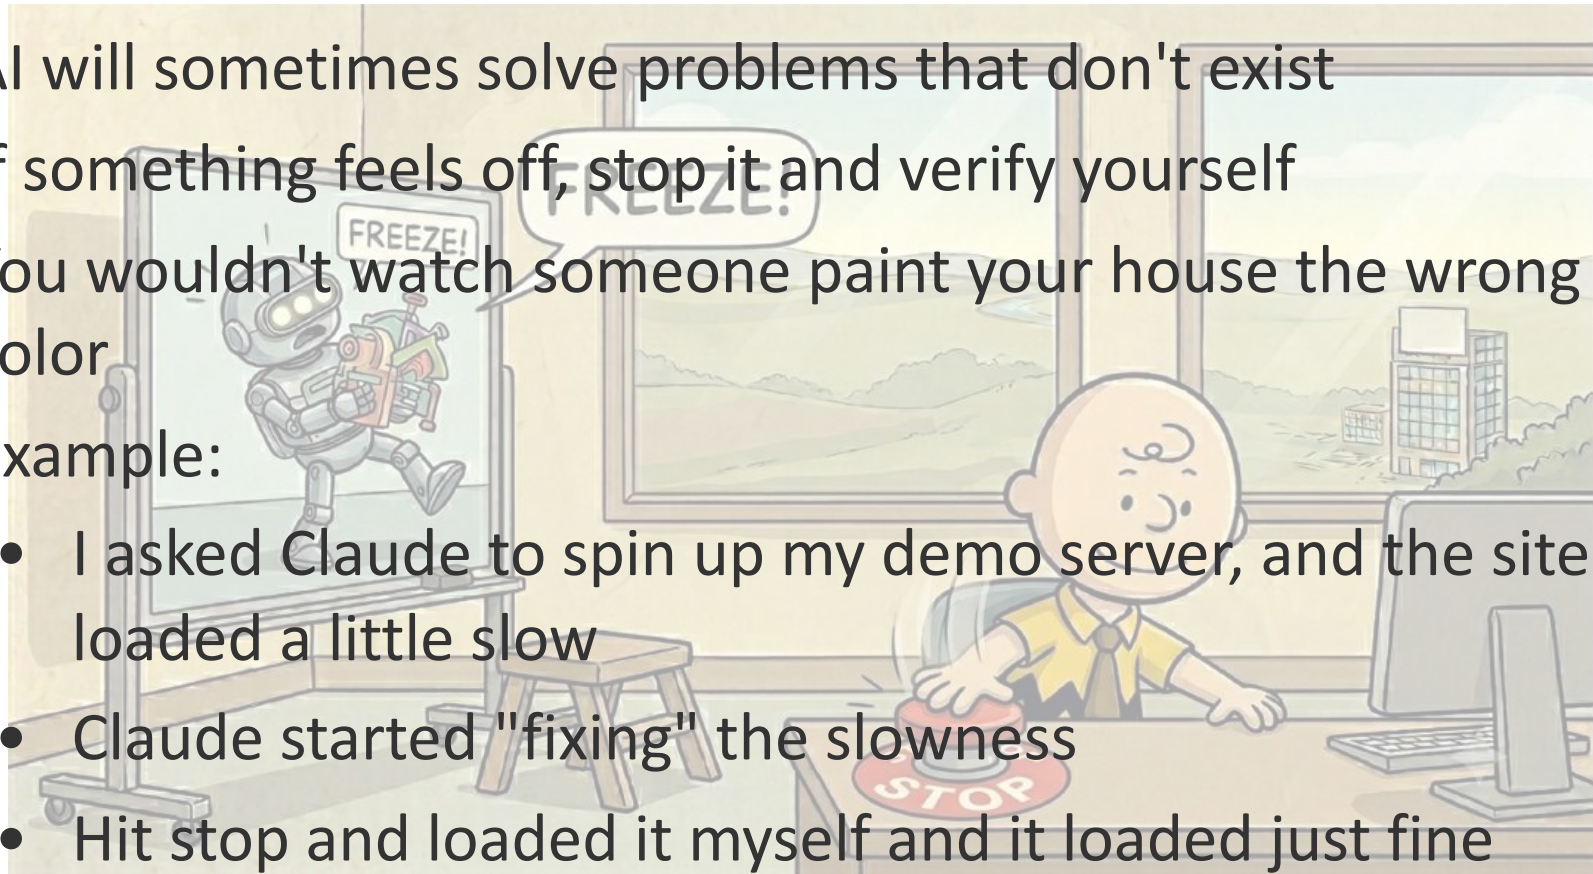 AI will sometimes solve problems that don't exist
f something feels off, stop it and verify yourself
ou wouldn't watch someone paint your house the wrong
olor
xample:
• I asked Claude to spin up my demo server, and the site
loaded a little slow
• Claude started "fixing" the slowness
• Hit stop and loaded it myself and it loaded just fine
FREEZE!
FREEZE!
STOP